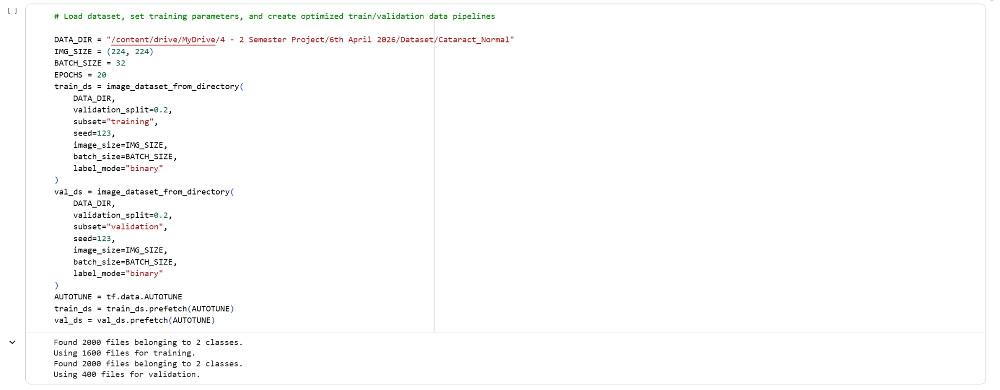 [ ]
# Load dataset, set training parameters, and create optimized train/validation data pipelines
DATA_DIR = "/content/drive/MyDrive/4 - 2 Semester Project/6th April 2026/Dataset/Cataract_Normal"
IMG_SIZE = (224, 224)
BATCH_SIZE = 32
EPOCHS = 20
train_ds = image_dataset_from_directory(
    DATA_DIR,
    validation_split=0.2,
    subset="training",
    seed=123,
    image_size=IMG_SIZE,
    batch_size=BATCH_SIZE,
    label_mode="binary"
)
val_ds = image_dataset_from_directory(
    DATA_DIR,
    validation_split=0.2,
    subset="validation",
    seed=123,
    image_size=IMG_SIZE,
    batch_size=BATCH_SIZE,
    label_mode="binary"
)
AUTOTUNE = tf.data.AUTOTUNE
train_ds = train_ds.prefetch(AUTOTUNE)
val_ds = val_ds.prefetch(AUTOTUNE)
Found 2000 files belonging to 2 classes.
Using 1600 files for training.
Found 2000 files belonging to 2 classes.
Using 400 files for validation.